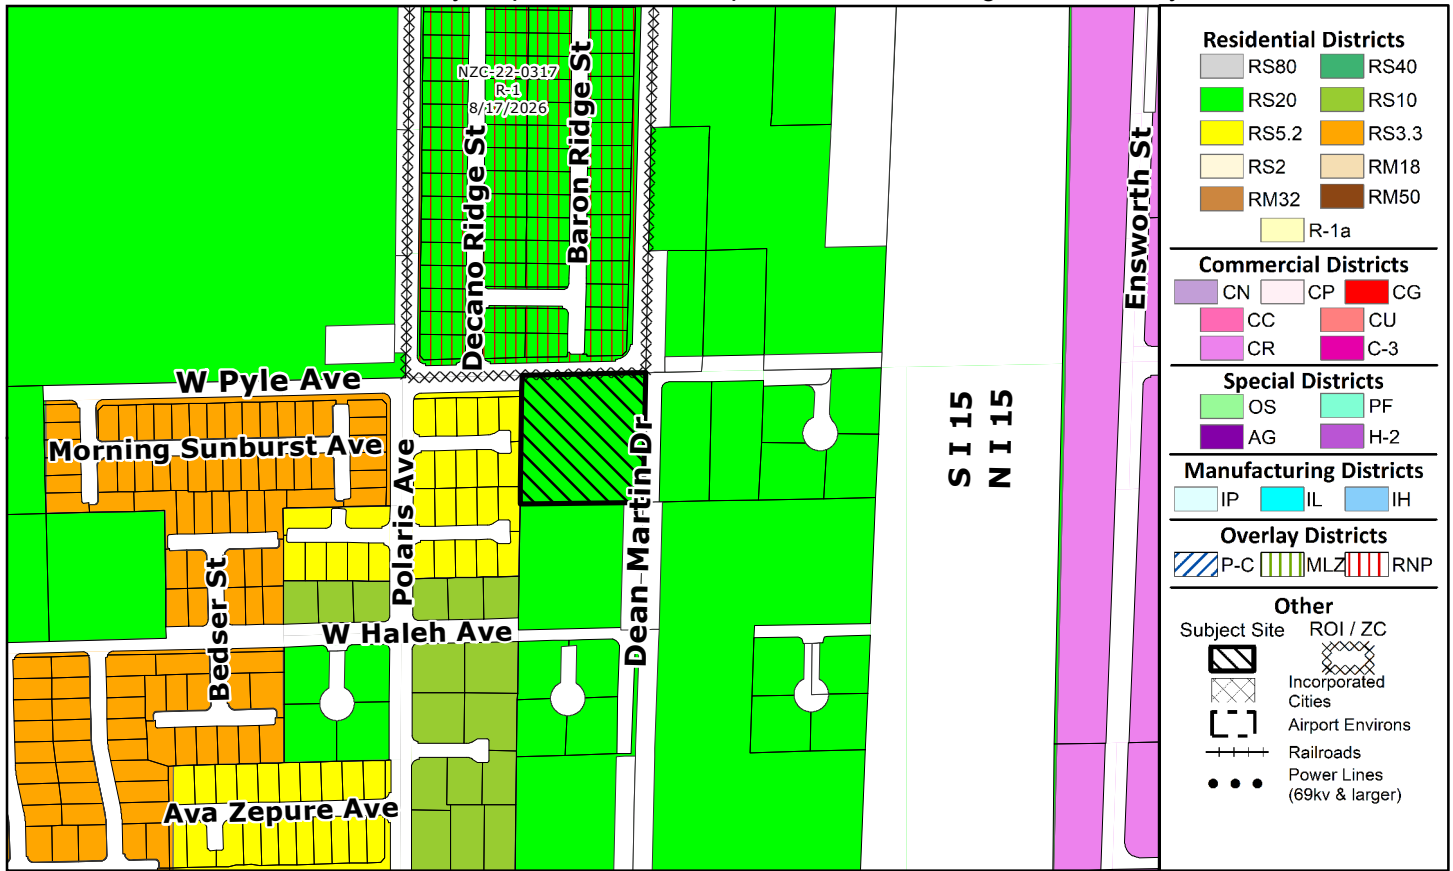 NZC-22-0317
R-1
8/17/2026
Decano Ridge St
Baron Ridge St
Ensworth St
W Pyle Ave
Morning Sunburst Ave
Polaris Ave
Dean Martin Dr
S I 15
N I 15
Bedser St
W Haleh Ave
Ava Zepure Ave
Residential Districts
RS80 RS40
RS20 RS10
RS5.2 RS3.3
RS2 RM18
RM32 RM50
R-1a
Commercial Districts
CN CP CG
CC CU
CR C-3
Special Districts
OS PF
AG H-2
Manufacturing Districts
IP IL IH
Overlay Districts
P-C MLZ RNP
Other
Subject Site ROI / ZC
Incorporated
Cities
Airport Environs
Railroads
Power Lines
(69kv & larger)